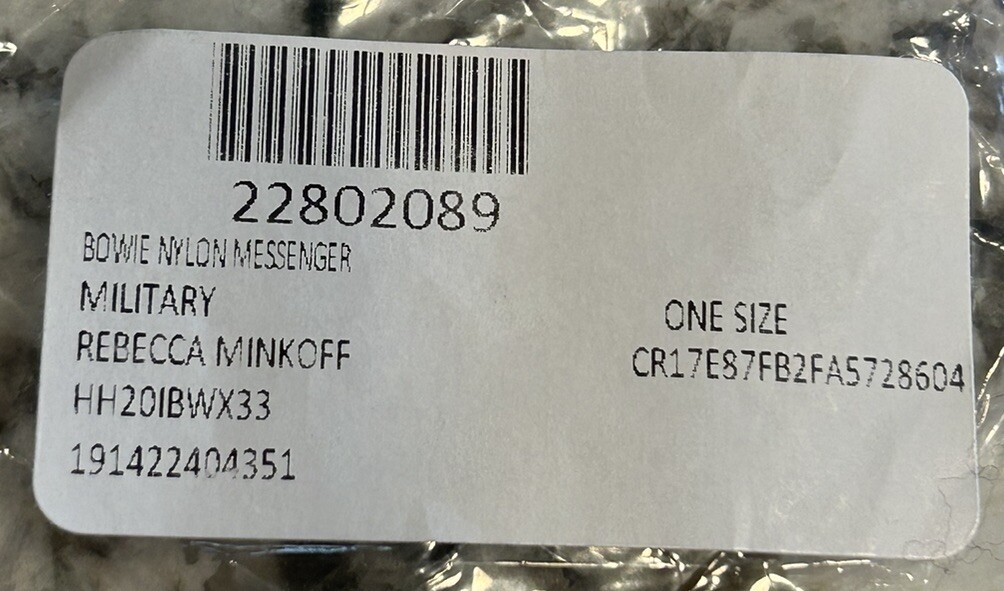 22802089
BOWIE NYLON MESSENGER
MILITARY
REBECCA MINKOFF
HH20IBWX33
191422404351
ONE SIZE
CR17E87FB2FA5728604